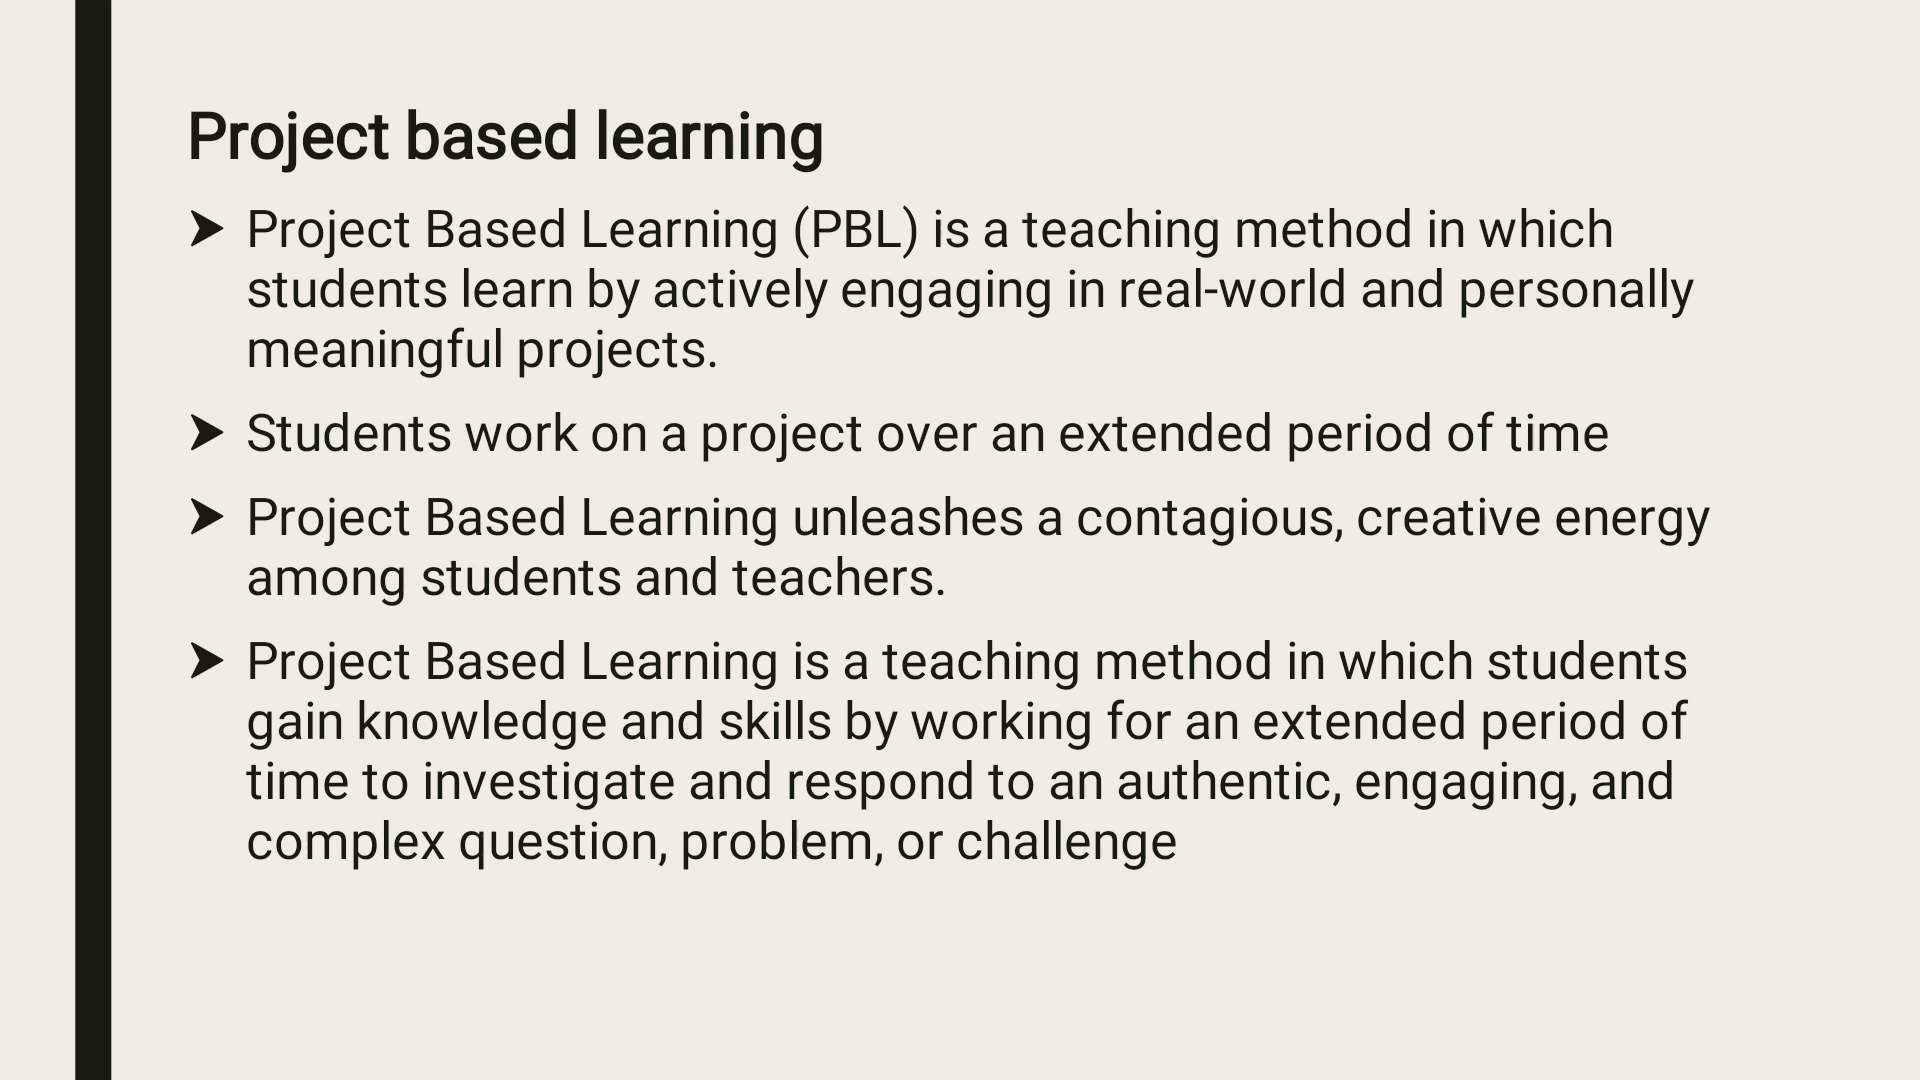 Project based learning
➤ Project Based Learning (PBL) is a teaching method in which
students learn by actively engaging in real-world and personally
meaningful projects.
➤ Students work on a project over an extended period of time
➤ Project Based Learning unleashes a contagious, creative energy
among students and teachers.
➤ Project Based Learning is a teaching method in which students
gain knowledge and skills by working for an extended period of
time to investigate and respond to an authentic, engaging, and
complex question, problem, or challenge